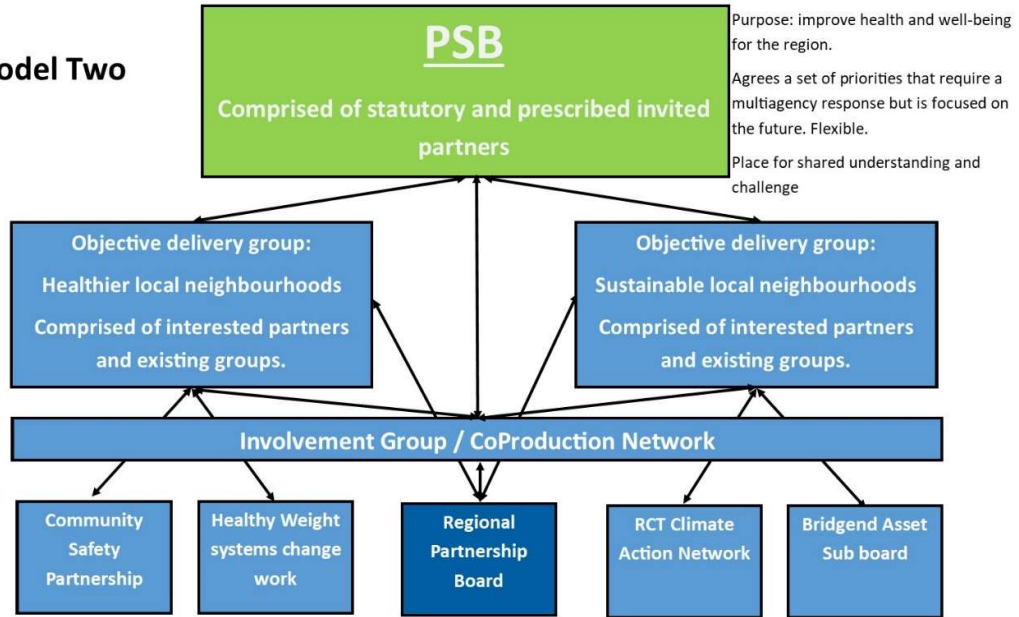 odel Two
PSB
Comprised of statutory and prescribed invited
partners
Purpose: improve health and well-being
for the region.
Agrees a set of priorities that require a
multiagency response but is focused on
the future. Flexible.
Place for shared understanding and
challenge
Objective delivery group:
Healthier local neighbourhoods
Comprised of interested partners
and existing groups.
Objective delivery group:
Sustainable local neighbourhoods
Comprised of interested partners
and existing groups.
Involvement Group / CoProduction Network
Community
Safety
Partnership
Healthy Weight
systems change
work
Regional
Partnership
Board
RCT Climate
Action Network
Bridgend Asset
Sub board